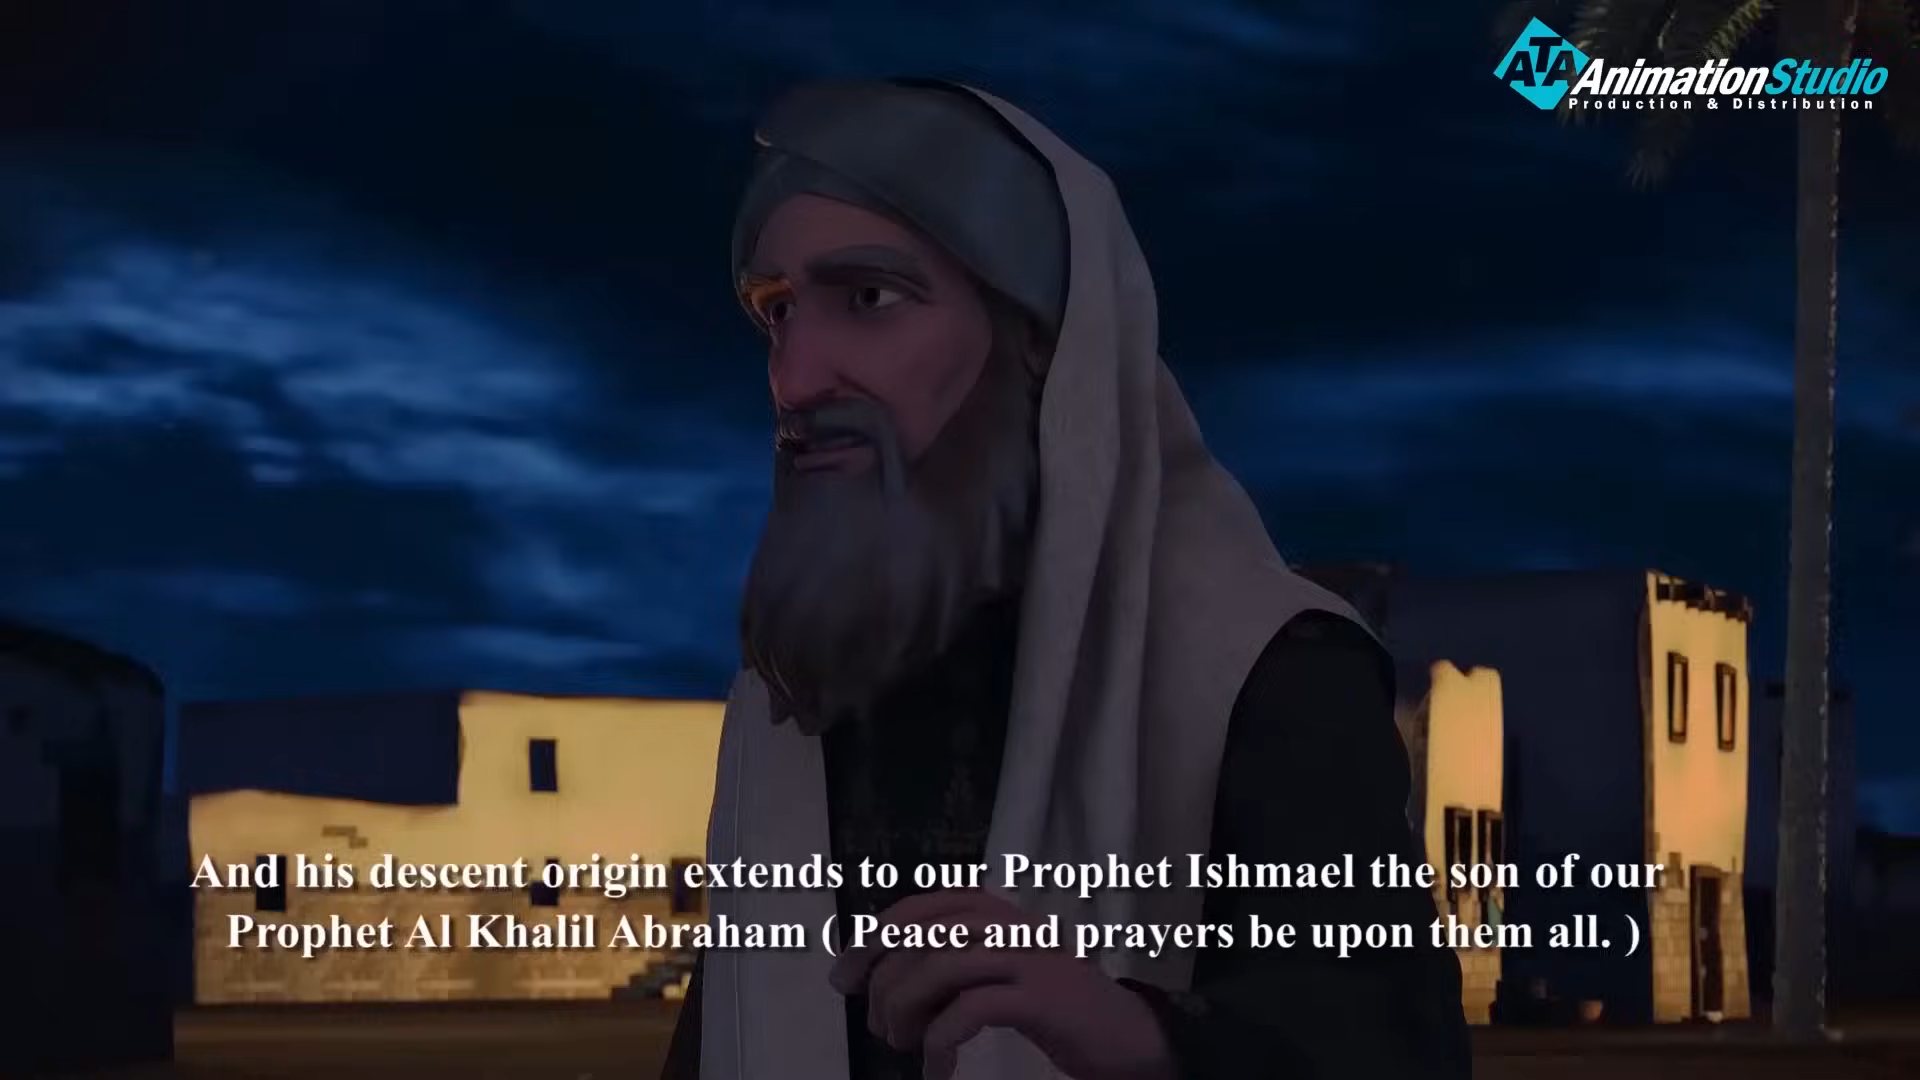 ATA AnimationStudio
Production & Distribution
And his descent origin extends to our Prophet Ishmael the son of our
Prophet Al Khalil Abraham ( Peace and prayers be upon them all. )